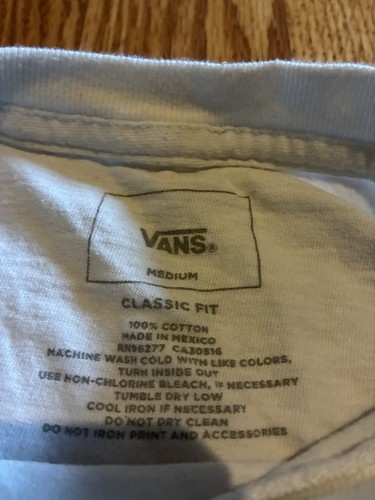 VANS®
MEDIUM
CLASSIC FIT
100% COTTON
MADE IN MEXICO
RN96277 CA30516
MACHINE WASH COLD WITH LIKE COLORS,
TURN INSIDE OUT
USE NON-CHLORINE BLEACH, IF NECESSARY
TUMBLE DRY LOW
COOL IRON IF NECESSARY
DO NOT DRY CLEAN
DO NOT IRON PRINT AND ACCESSORIES